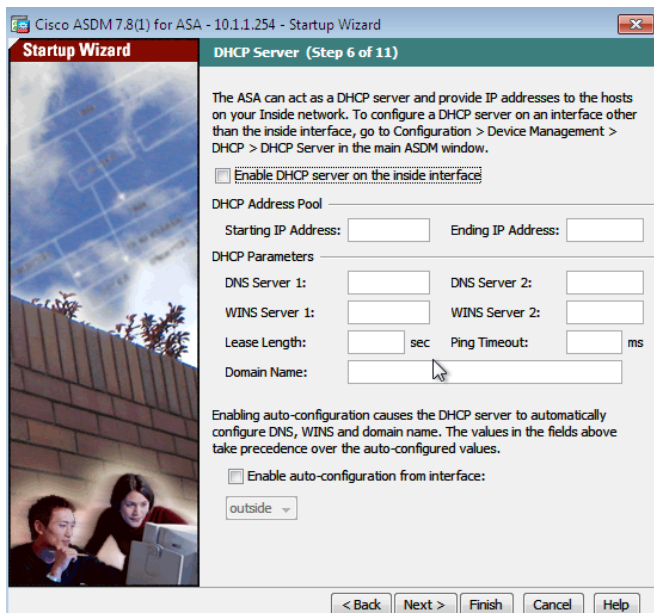 Cisco ASDM 7.8(1) for ASA - 10.1.1.254 - Startup Wizard
Startup Wizard
DHCP Server (Step 6 of 11)
The ASA can act as a DHCP server and provide IP addresses to the hosts
on your Inside network. To configure a DHCP server on an interface other
than the inside interface, go to Configuration > Device Management >
DHCP > DHCP Server in the main ASDM window.
Enable DHCP server on the inside interface
DHCP Address Pool
Starting IP Address: Ending IP Address:
DHCP Parameters
DNS Server 1: DNS Server 2:
WINS Server 1: WINS Server 2:
Lease Length: sec Ping Timeout: ms
Domain Name:
Enabling auto-configuration causes the DHCP server to automatically
configure DNS, WINS and domain name. The values in the fields above
take precedence over the auto-configured values.
Enable auto-configuration from interface:
outside
< Back Next > Finish Cancel Help